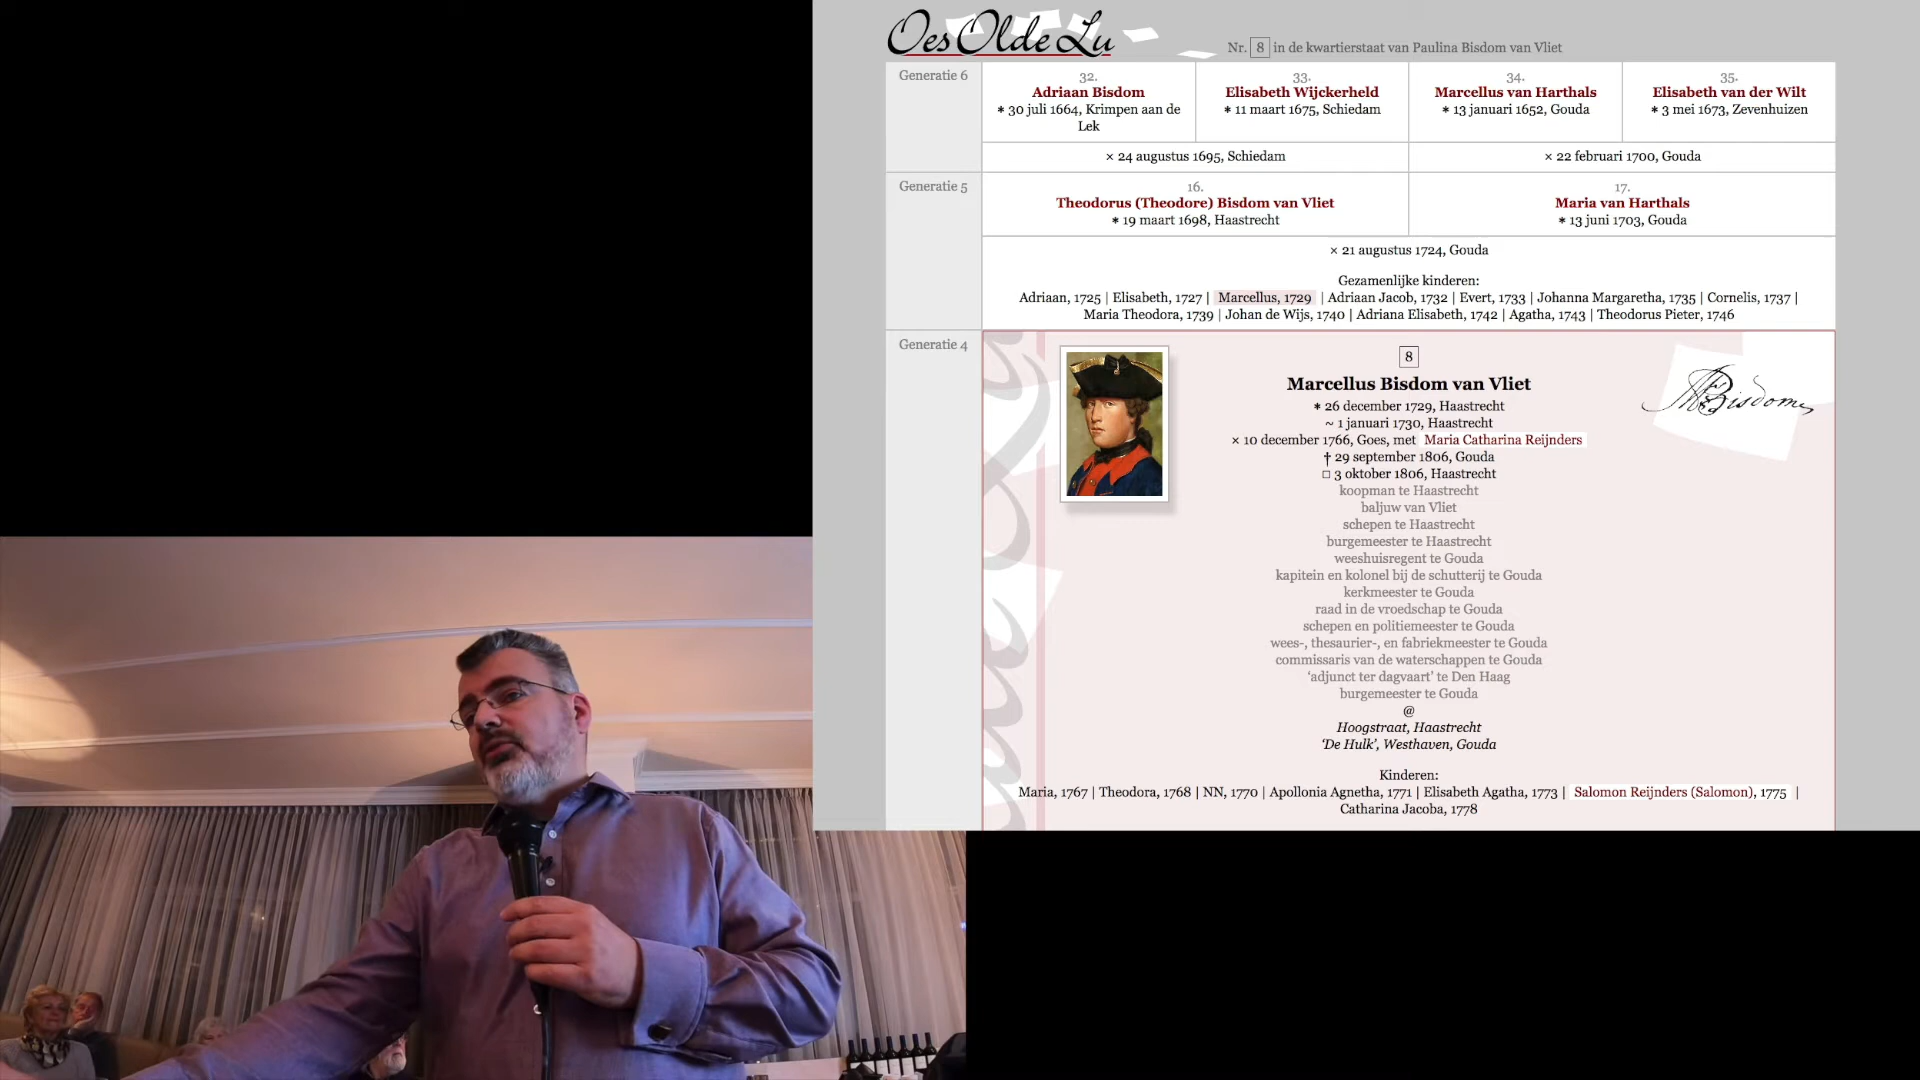 Oes Olde Lu
Nr. 8 in de kwartierstaat van Paulina Bisdom van Vliet
Generatie 6
32.
Adriaan Bisdom
* 30 juli 1664, Krimpen aan de
Lek
33.
Elisabeth Wijckerheld
* 11 maart 1675, Schiedam
34.
Marcellus van Harthals
* 13 januari 1652, Gouda
35.
Elisabeth van der Wilt
* 3 mei 1673, Zevenhuizen
× 24 augustus 1695, Schiedam
× 22 februari 1700, Gouda
Generatie 5
16.
Theodorus (Theodore) Bisdom van Vliet
* 19 maart 1698, Haastrecht
17.
Maria van Harthals
* 13 juni 1703, Gouda
× 21 augustus 1724, Gouda
Gezamenlijke kinderen:
Adriaan, 1725 | Elisabeth, 1727 | Marcellus, 1729 | Adriaan Jacob, 1732 | Evert, 1733 | Johanna Margaretha, 1735 | Cornelis, 1737 |
Maria Theodora, 1739 | Johan de Wijs, 1740 | Adriana Elisabeth, 1742 | Agatha, 1743 | Theodorus Pieter, 1746
Generatie 4
8
Marcellus Bisdom van Vliet
* 26 december 1729, Haastrecht
~ 1 januari 1730, Haastrecht
× 10 december 1766, Goes, met Maria Catharina Reijnders
† 29 september 1806, Gouda
□ 3 oktober 1806, Haastrecht
koopman te Haastrecht
baljuw van Vliet
schepen te Haastrecht
burgemeester te Haastrecht
weeshuisregent te Gouda
kapitein en kolonel bij de schutterij te Gouda
kerkmeester te Gouda
raad in de vroedschap te Gouda
schepen en politiemeester te Gouda
wees-, thesaurier-, en fabriekmeester te Gouda
commissaris van de waterschappen te Gouda
‘adjunct ter dagvaart’ te Den Haag
burgemeester te Gouda
@
Hoogstraat, Haastrecht
‘De Hulk’, Westhaven, Gouda
Kinderen:
Maria, 1767 | Theodora, 1768 | NN, 1770 | Apollonia Agnetha, 1771 | Elisabeth Agatha, 1773 | Salomon Reijnders (Salomon), 1775 |
Catharina Jacoba, 1778
MBisdom